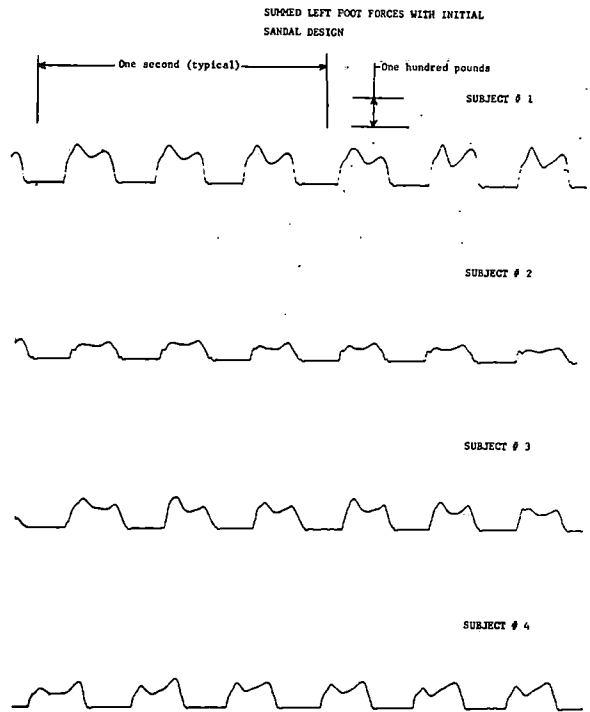 SUMMED LEFT FOOT FORCES WITH INITIAL
SANDAL DESIGN
One second (typical)
One hundred pounds
SUBJECT # 1
SUBJECT # 2
SUBJECT # 3
SUBJECT # 4